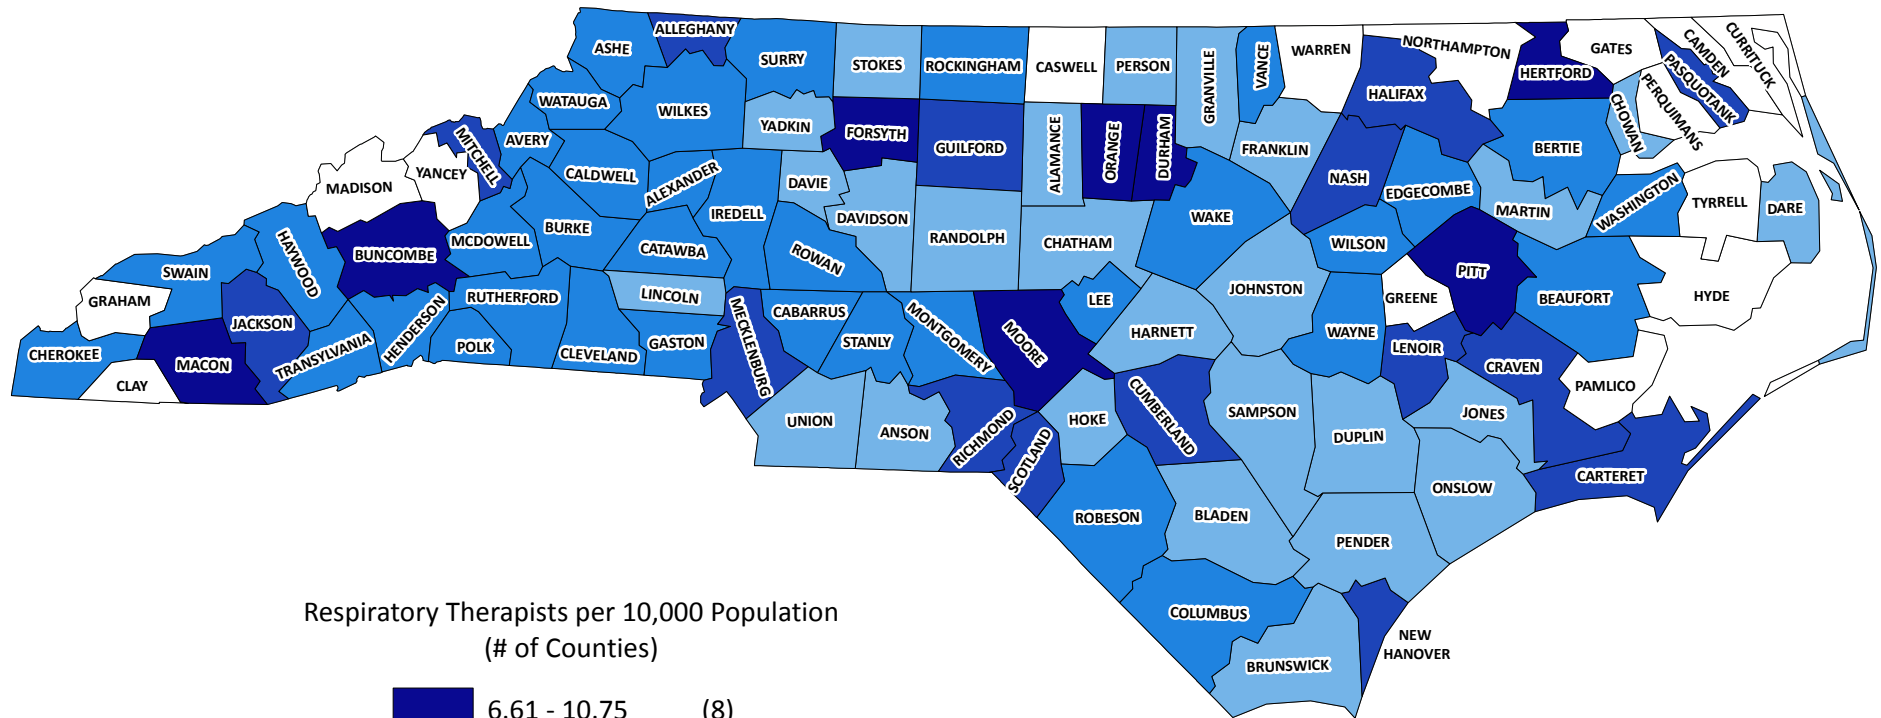 ALLEGHANY
ASHE
SURRY
STOKES
ROCKINGHAM
CASWELL
PERSON
GRANVILLE
VANCE
WARREN
NORTHAMPTON
HERTFORD
GATES
CAMDEN
CURRITUCK
PASQUOTANK
PERQUIMANS
CHOWAN
HALIFAX
WATAUGA
WILKES
YADKIN
FORSYTH
GUILFORD
ALAMANCE
ORANGE
DURHAM
FRANKLIN
NASH
EDGECOMBE
BERTIE
MARTIN
WASHINGTON
TYRRELL
DARE
MITCHELL
AVERY
CALDWELL
ALEXANDER
DAVIE
DAVIDSON
RANDOLPH
CHATHAM
WAKE
WILSON
PITT
BEAUFORT
HYDE
MADISON
YANCEY
IREDELL
ROWAN
BURKE
CATAWBA
MCDOWELL
BUNCOMBE
HAYWOOD
SWAIN
GRAHAM
JACKSON
CHEROKEE
CLAY
MACON
TRANSYLVANIA
HENDERSON
RUTHERFORD
POLK
CLEVELAND
LINCOLN
GASTON
MECKLENBURG
CABARRUS
STANLY
MONTGOMERY
MOORE
LEE
HARNETT
JOHNSTON
WAYNE
GREENE
LENOIR
CRAVEN
PAMLICO
UNION
ANSON
RICHMOND
SCOTLAND
HOKE
CUMBERLAND
SAMPSON
DUPLIN
JONES
ONSLOW
CARTERET
ROBESON
BLADEN
PENDER
COLUMBUS
BRUNSWICK
NEW
HANOVER
Respiratory Therapists per 10,000 Population
(# of Counties)
6.61 - 10.75 (8)